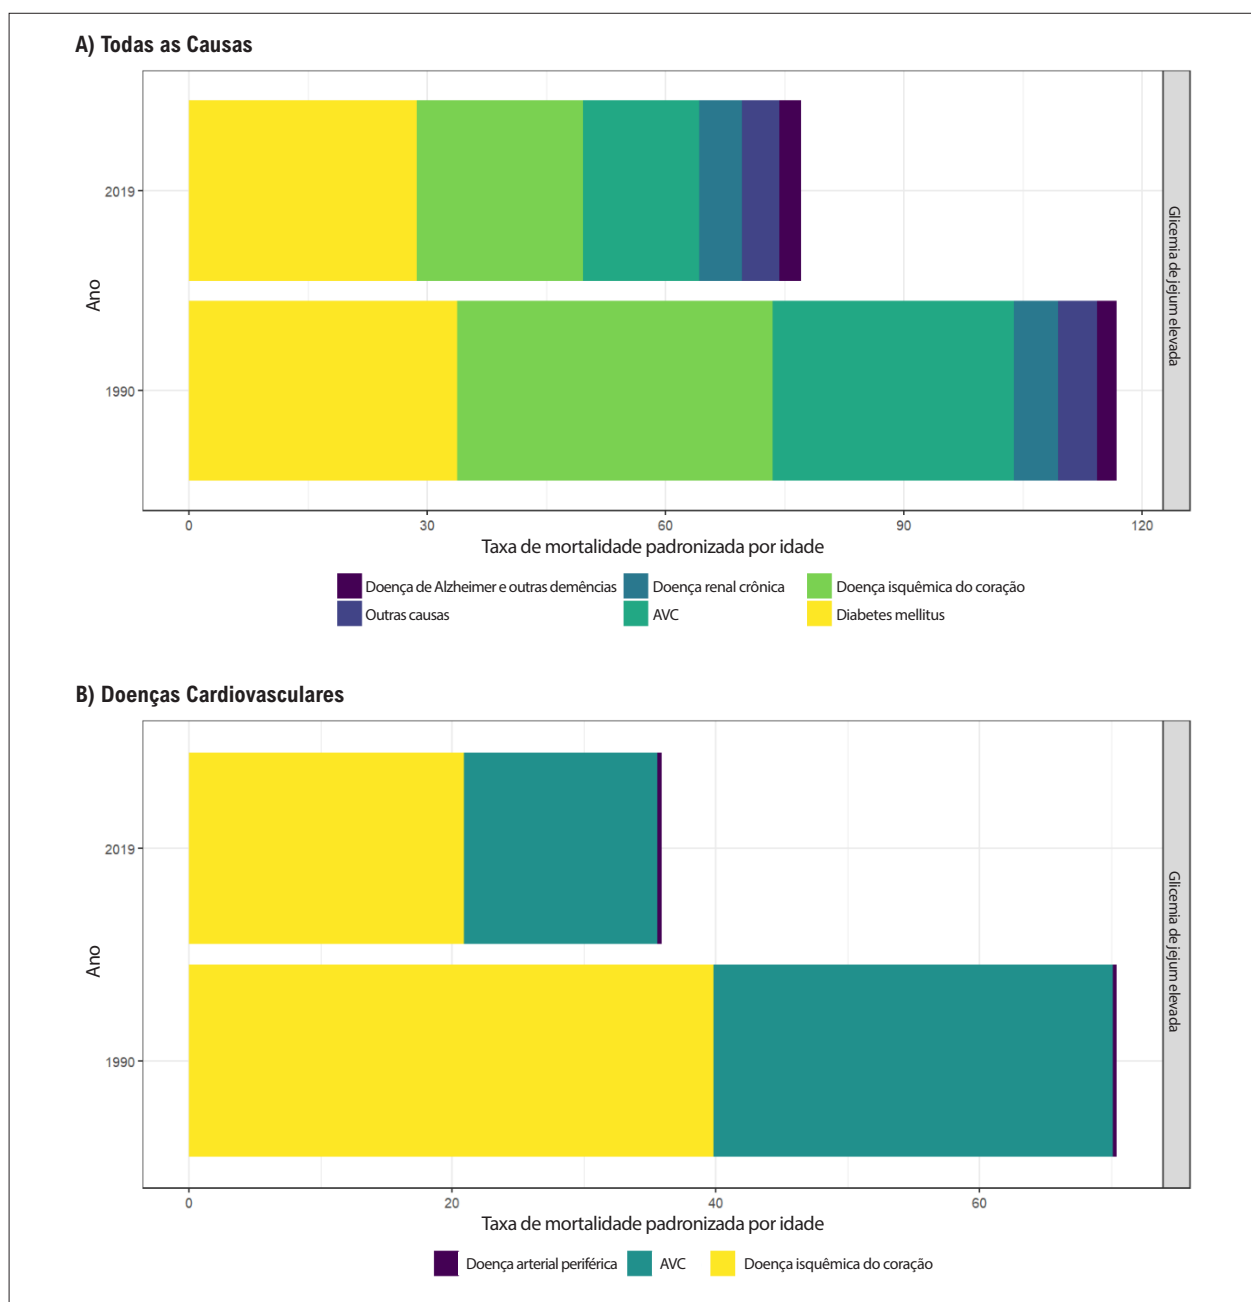 A) Todas as Causas
2019
1990
Ano
0 30 60 90 120
Taxa de mortalidade padronizada por idade
Glicemia de jejum elevada
Doença de Alzheimer e outras demências Doença renal crônica Doença isquêmica do coração
Outras causas AVC Diabetes mellitus
B) Doenças Cardiovasculares
2019
1990
Ano
0 20 40 60
Taxa de mortalidade padronizada por idade
Glicemia de jejum elevada
Doença arterial periférica AVC Doença isquêmica do coração